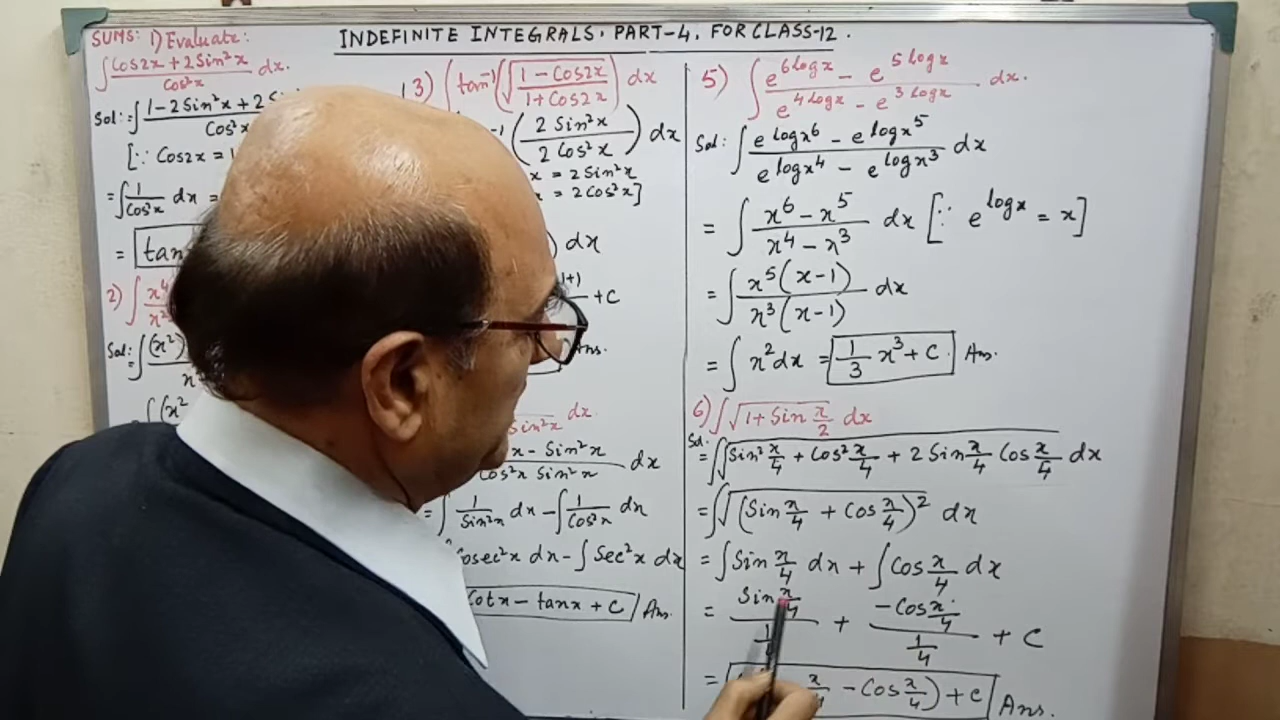 INDEFINITE INTEGRALS. PART-4. FOR CLASS-12.
SUMS: 1) Evaluate:
∫ (Cos2x + 2Sin²x)/Cos²x dx.
Sol:= ∫ (1 - 2Sin²x + 2 S
Cos²x
[∵ Cos2x = 1
= ∫ 1/Cos²x dx =
= tan
2) ∫ x⁴
Sol:= ∫ (x²)
∫ (x²
3) ∫ tan⁻¹(√((1 - Cos2x)/(1 + Cos2x))) dx
⁻¹(2Sin²x/2Cos²x) dx
x = 2Sin²x
x = 2Cos²x]
) dx
+ C
Ans.
Sin²x dx.
x - Sin²x / Cos²x Sin²x dx
= ∫ 1/Sin²x dx - ∫ 1/Cos²x dx
Cosec²x dx - ∫ Sec²x dx
Cotx - tanx + C Ans.
5) ∫ (e^(6 log x) - e^(5 log x))/(e^(4 log x) - e^(3 log x)) dx.
Sol: ∫ (e^(log x⁶) - e^(log x⁵))/(e^(log x⁴) - e^(log x³)) dx
= ∫ (x⁶ - x⁵)/(x⁴ - x³) dx [∵ e^(log x) = x]
= ∫ x⁵(x-1)/x³(x-1) dx
= ∫ x² dx = 1/3 x³ + C. Ans.
6) ∫ √(1 + Sin x/2) dx
Sol.
= ∫ √(Sin² x/4 + Cos² x/4 + 2 Sin x/4 Cos x/4) dx
= ∫ √((Sin x/4 + Cos x/4)²) dx
= ∫ Sin x/4 dx + ∫ Cos x/4 dx
= Sin x/4 / 1 + -Cos x/4 / 1/4 + C
= x/4 - Cos x/4) + C Ans.